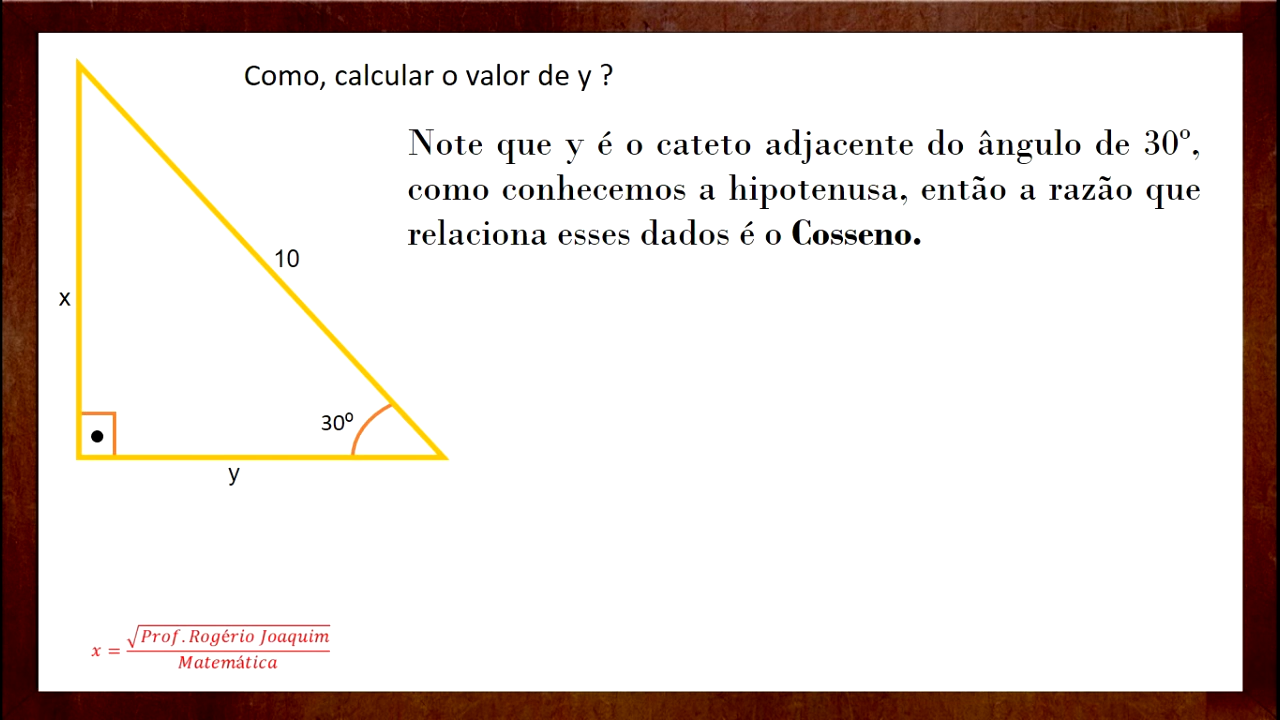 Como, calcular o valor de y ?
Note que y é o cateto adjacente do ângulo de 30º,
como conhecemos a hipotenusa, então a razão que
relaciona esses dados é o Cosseno.
10
x
30º
y
x = √Prof. Rogério Joaquim
Matemática